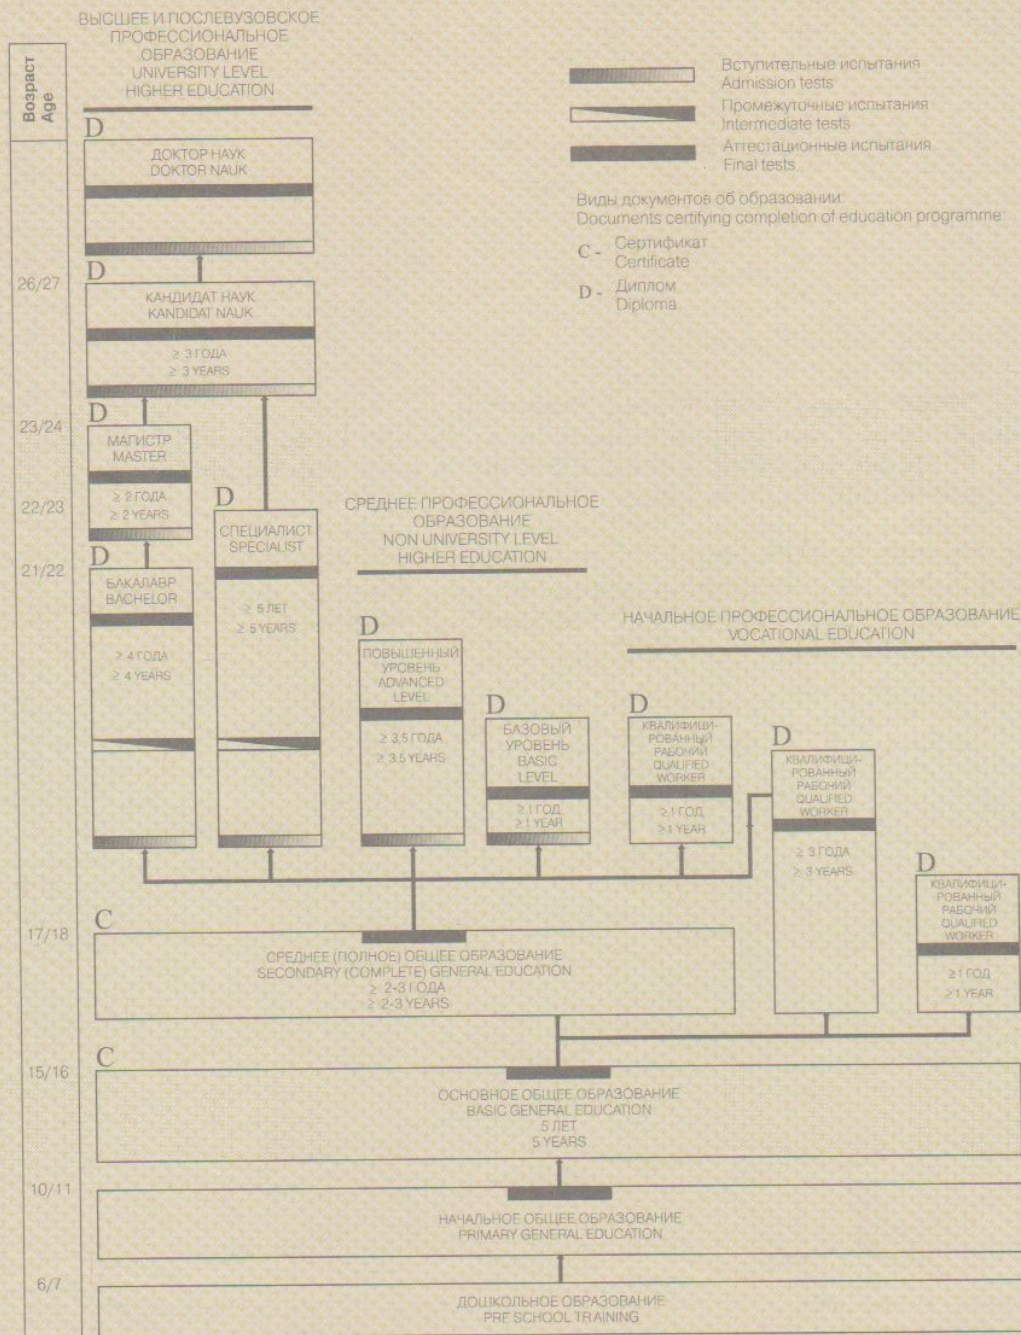 ВЫСШЕЕ И ПОСЛЕВУЗОВСКОЕ
ПРОФЕССИОНАЛЬНОЕ
ОБРАЗОВАНИЕ
UNIVERSITY LEVEL
HIGHER EDUCATION
Возраст
Age
Вступительные испытания
Admission tests
Промежуточные испытания
Intermediate tests
Аттестационные испытания
Final tests
Виды документов об образовании:
Documents certifying completion of education programme:
C - Сертификат
Certificate
D - Диплом
Diploma
D
ДОКТОР НАУК
DOKTOR NAUK
26/27
D
КАНДИДАТ НАУК
KANDIDAT NAUK
≥ 3 ГОДА
≥ 3 YEARS
23/24
D
МАГИСТР
MASTER
≥ 2 ГОДА
≥ 2 YEARS
22/23
D
СПЕЦИАЛИСТ
SPECIALIST
≥ 5 ЛЕТ
≥ 5 YEARS
21/22
D
БАКАЛАВР
BACHELOR
≥ 4 ГОДА
≥ 4 YEARS
СРЕДНЕЕ ПРОФЕССИОНАЛЬНОЕ
ОБРАЗОВАНИЕ
NON UNIVERSITY LEVEL
HIGHER EDUCATION
D
ПОВЫШЕННЫЙ
УРОВЕНЬ
ADVANCED
LEVEL
≥ 3,5 ГОДА
≥ 3,5 YEARS
D
БАЗОВЫЙ
УРОВЕНЬ
BASIC
LEVEL
≥ 1 ГОД
≥ 1 YEAR
НАЧАЛЬНОЕ ПРОФЕССИОНАЛЬНОЕ ОБРАЗОВАНИЕ
VOCATIONAL EDUCATION
D
КВАЛИФИЦИ-
РОВАННЫЙ
РАБОЧИЙ
QUALIFIED
WORKER
≥ 1 ГОД
≥ 1 YEAR
D
КВАЛИФИЦИ-
РОВАННЫЙ
РАБОЧИЙ
QUALIFIED
WORKER
≥ 3 ГОДА
≥ 3 YEARS
D
КВАЛИФИЦИ-
РОВАННЫЙ
РАБОЧИЙ
QUALIFIED
WORKER
≥ 1 ГОД
≥ 1 YEAR
17/18
C
СРЕДНЕЕ (ПОЛНОЕ) ОБЩЕЕ ОБРАЗОВАНИЕ
SECONDARY (COMPLETE) GENERAL EDUCATION
≥ 2-3 ГОДА
≥ 2-3 YEARS
15/16
C
ОСНОВНОЕ ОБЩЕЕ ОБРАЗОВАНИЕ
BASIC GENERAL EDUCATION
5 ЛЕТ
5 YEARS
10/11
НАЧАЛЬНОЕ ОБЩЕЕ ОБРАЗОВАНИЕ
PRIMARY GENERAL EDUCATION
6/7
ДОШКОЛЬНОЕ ОБРАЗОВАНИЕ
PRE SCHOOL TRAINING